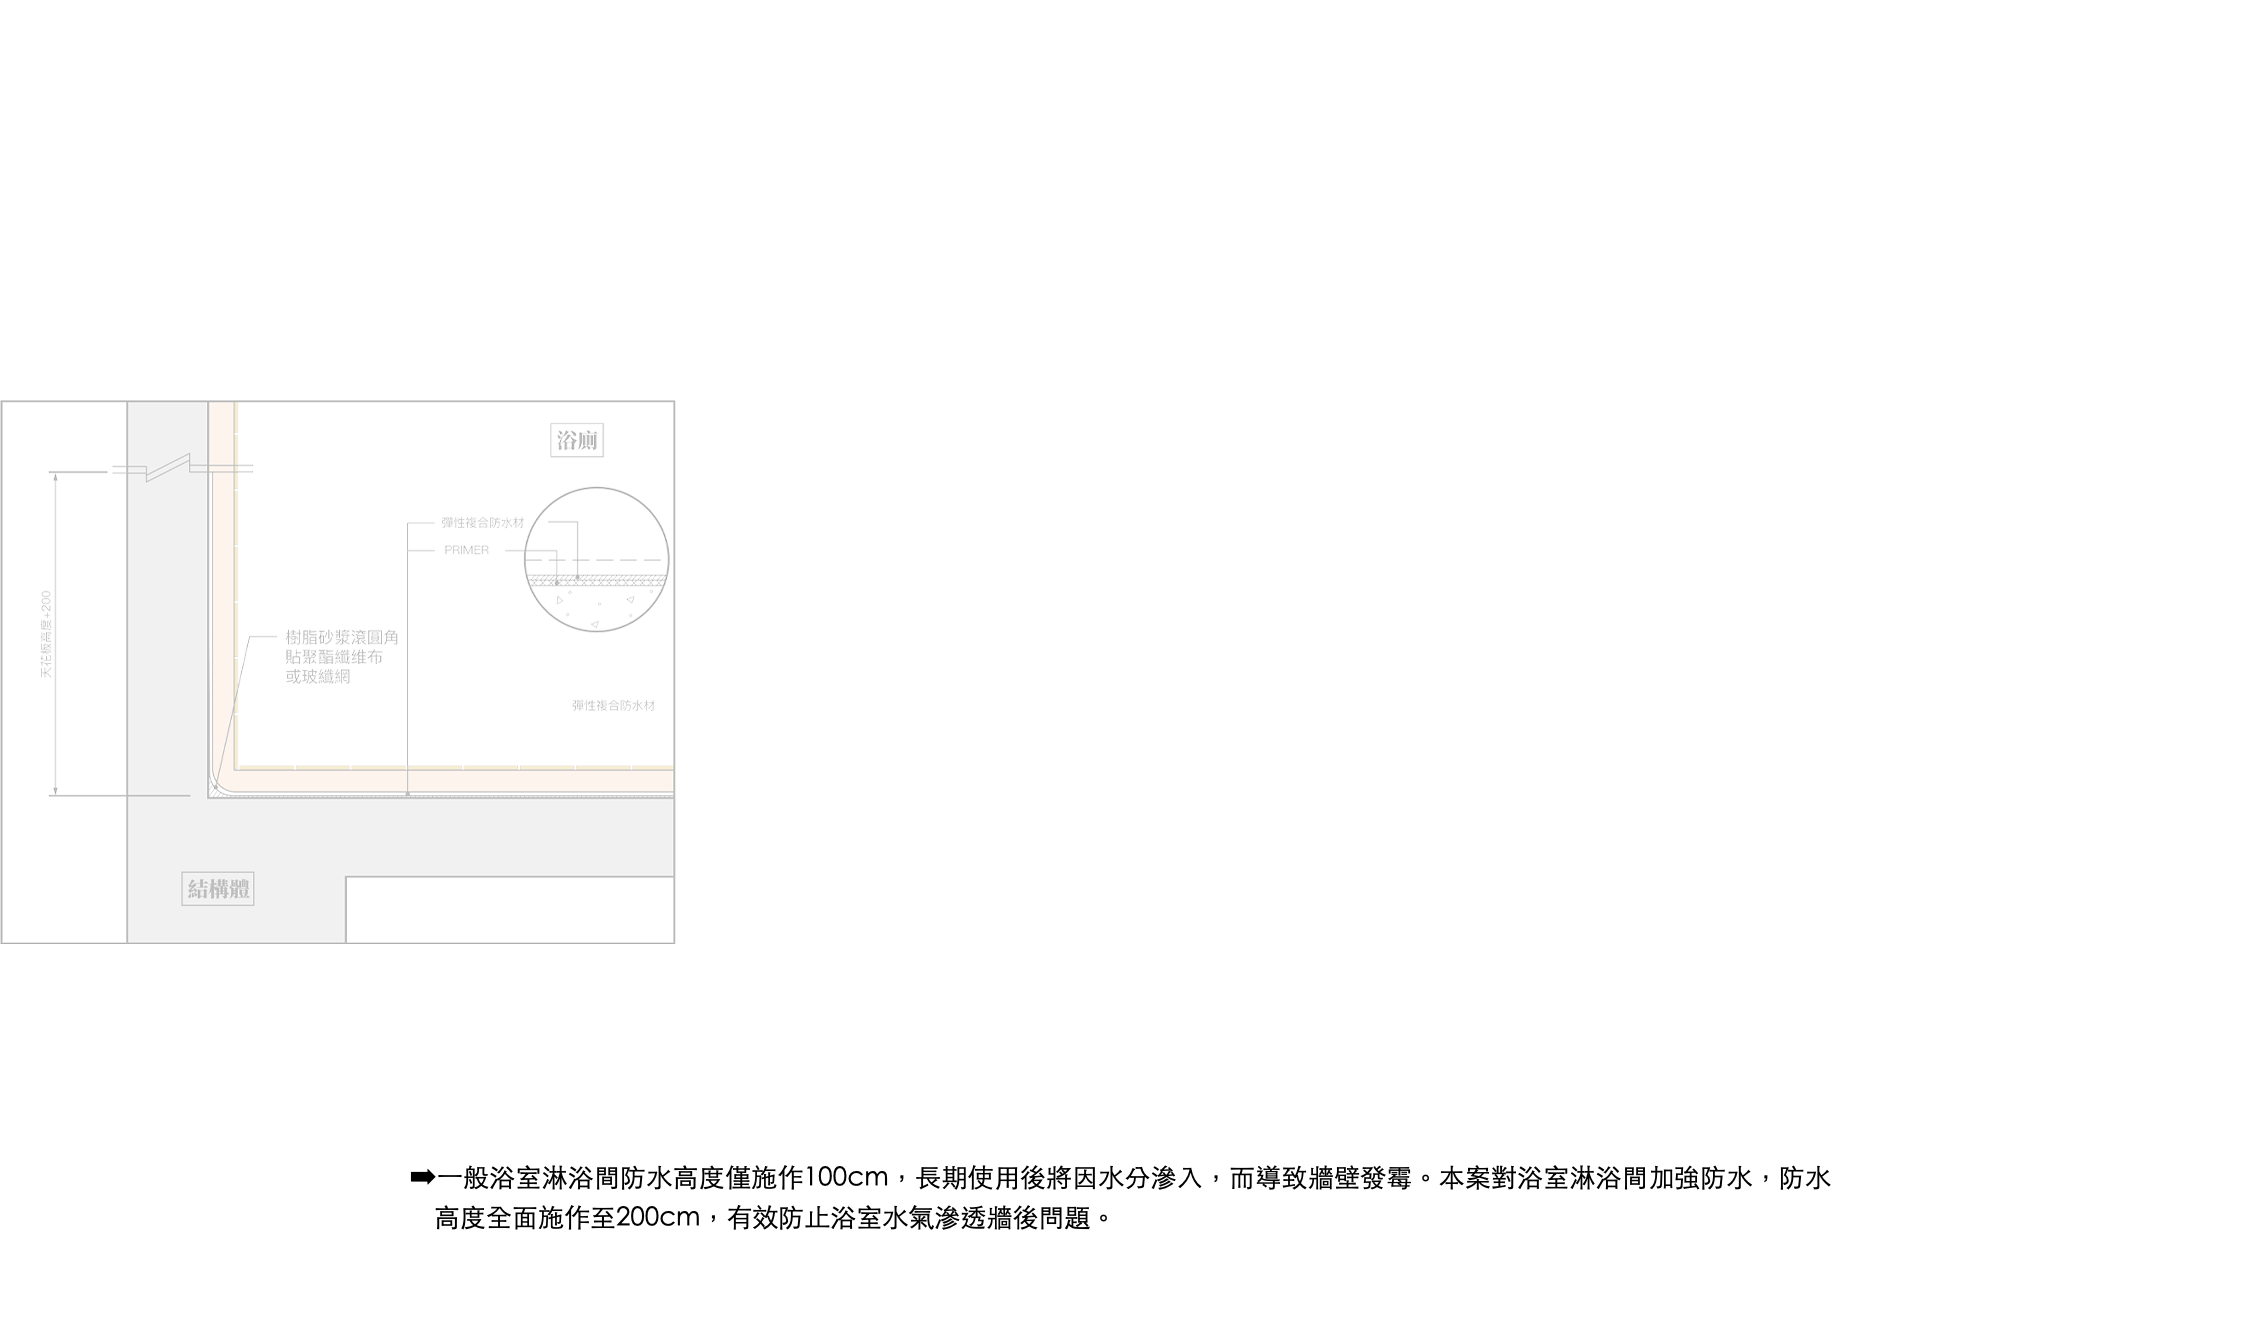 浴廁
彈性複合防水材
PRIMER
天花板高度+200
樹脂砂漿滾圓角
貼聚酯纖維布
或玻纖網
彈性複合防水材
結構體
➡一般浴室淋浴間防水高度僅施作100cm，長期使用後將因水分滲入，而導致牆壁發霉。本案對浴室淋浴間加強防水，防水
高度全面施作至200cm，有效防止浴室水氣滲透牆後問題。